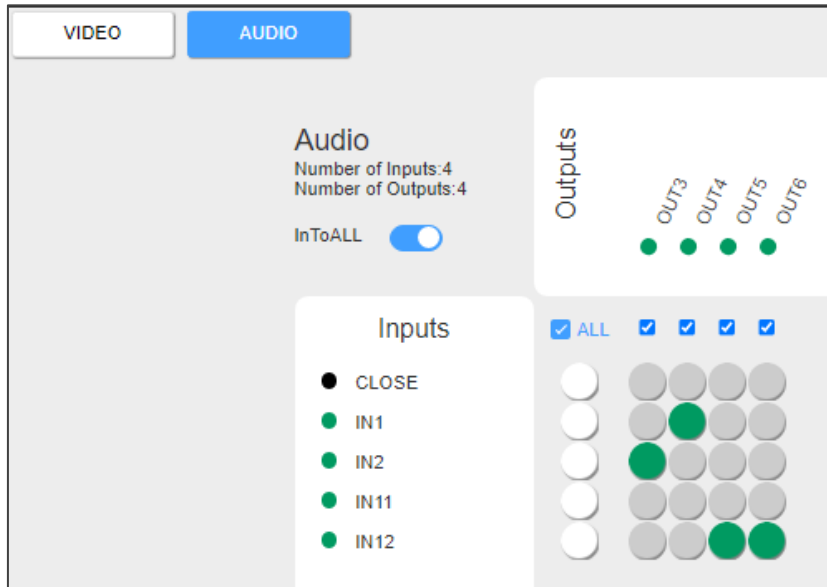 VIDEO
AUDIO
Audio
Number of Inputs:4
Number of Outputs:4
InToALL
Outputs
OUT3
OUT4
OUT5
OUT6
Inputs
ALL
CLOSE
IN1
IN2
IN11
IN12